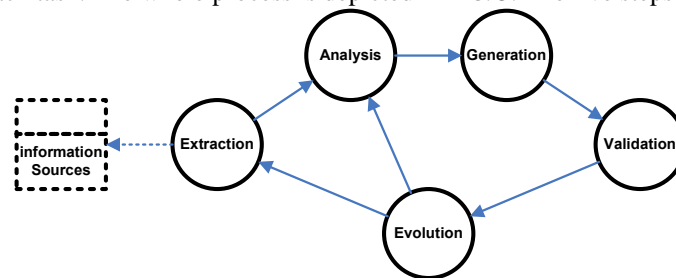 Analysis
Generation
Extraction
information
Sources
Validation
Evolution